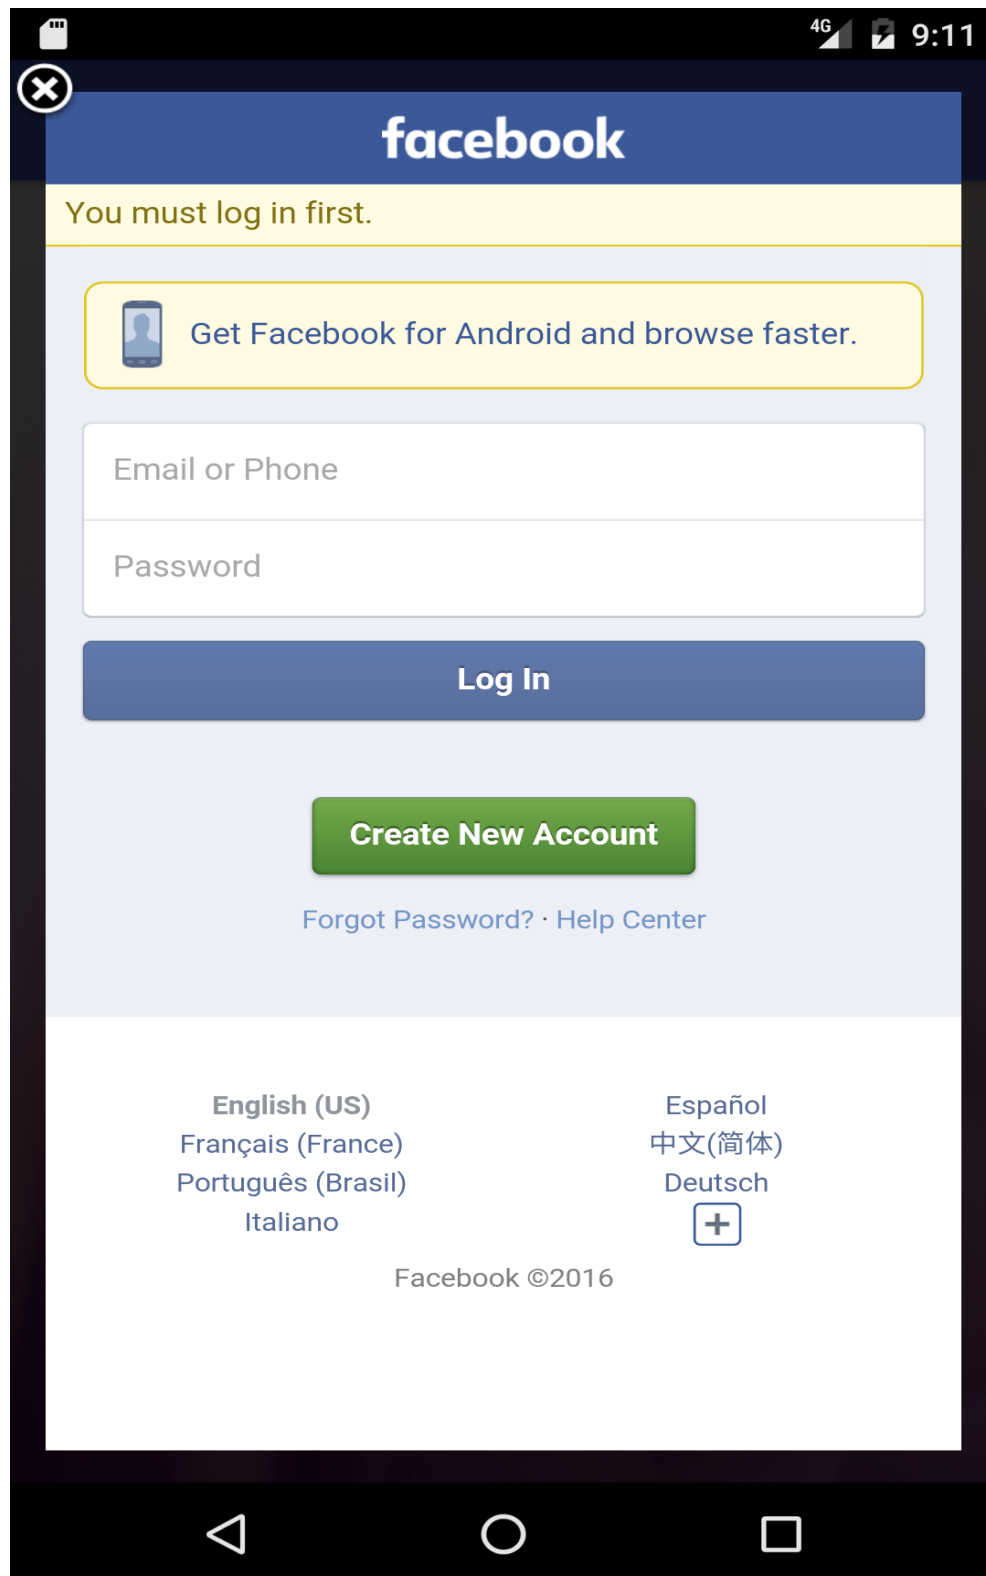 4G 9:11
facebook
You must log in first.
Get Facebook for Android and browse faster.
Email or Phone
Password
Log In
Create New Account
Forgot Password? · Help Center
English (US) Español
Français (France) 中文(简体)
Português (Brasil) Deutsch
Italiano
Facebook ©2016